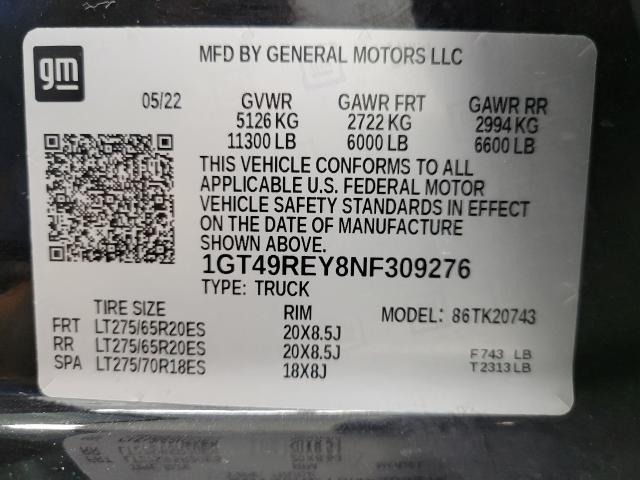 gm
MFD BY GENERAL MOTORS LLC
05/22 GVWR GAWR FRT GAWR RR
5126 KG 2722 KG 2994 KG
11300 LB 6000 LB 6600 LB
THIS VEHICLE CONFORMS TO ALL
APPLICABLE U.S. FEDERAL MOTOR
VEHICLE SAFETY STANDARDS IN EFFECT
ON THE DATE OF MANUFACTURE
SHOWN ABOVE.
1GT49REY8NF309276
TYPE: TRUCK
TIRE SIZE RIM MODEL: 86TK20743
FRT LT275/65R20ES 20X8.5J
RR LT275/65R20ES 20X8.5J F743 LB
SPA LT275/70R18ES 18X8J T2313LB